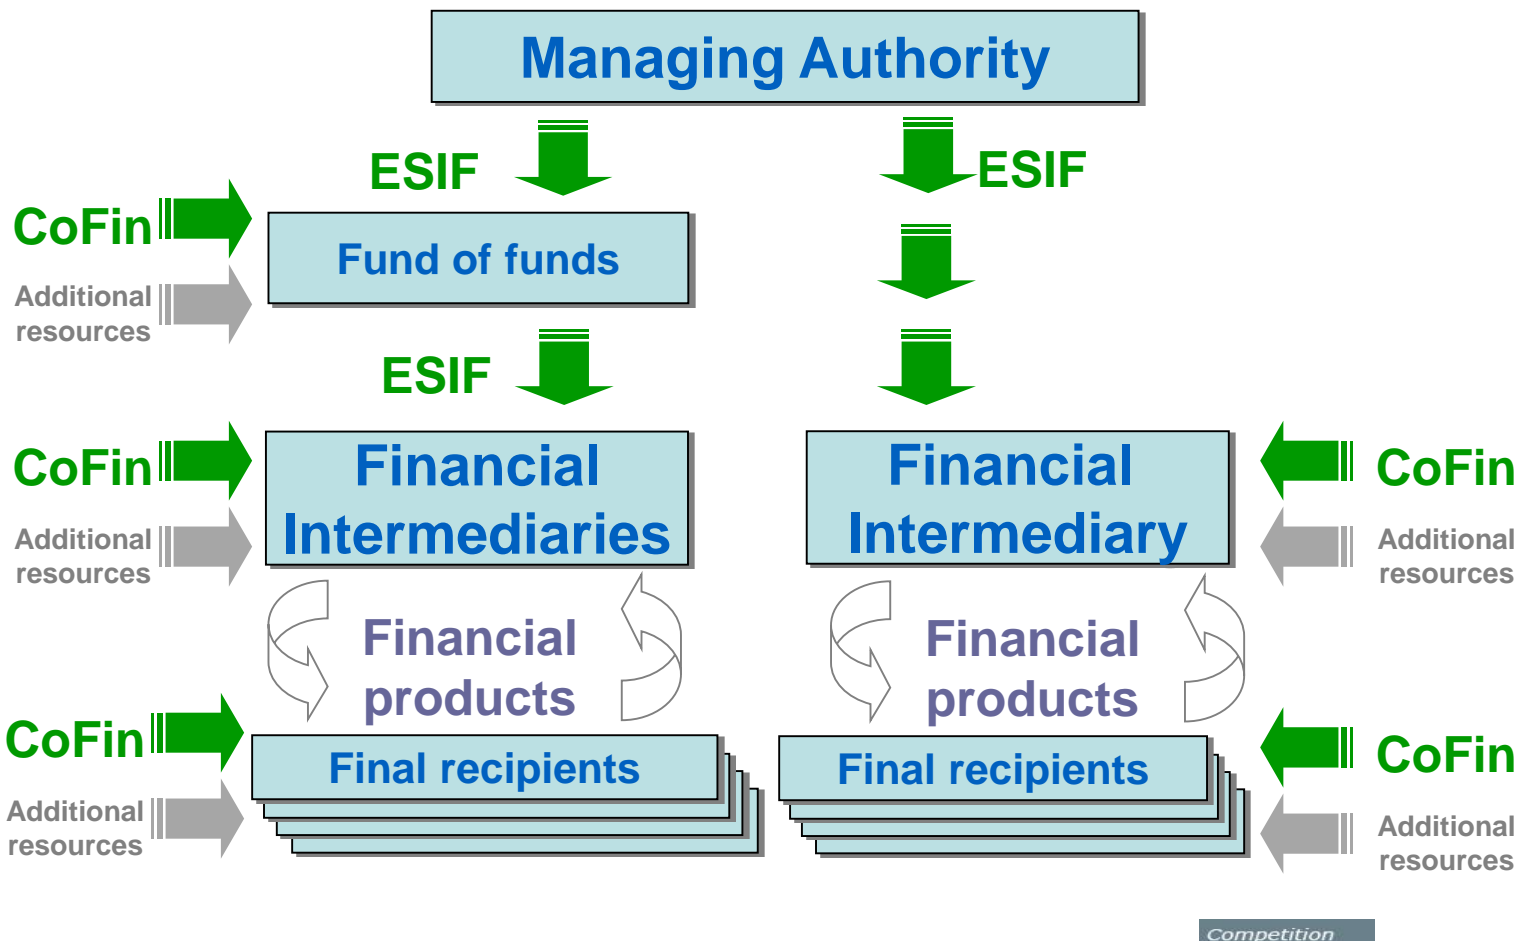 Managing Authority
ESIF
ESIF
CoFin
Fund of funds
Additional
resources
ESIF
CoFin
Financial
Intermediaries
Financial
Intermediary
CoFin
Additional
resources
Additional
resources
Financial
products
Financial
products
CoFin
Final recipients
Final recipients
CoFin
Additional
resources
Additional
resources
Competition